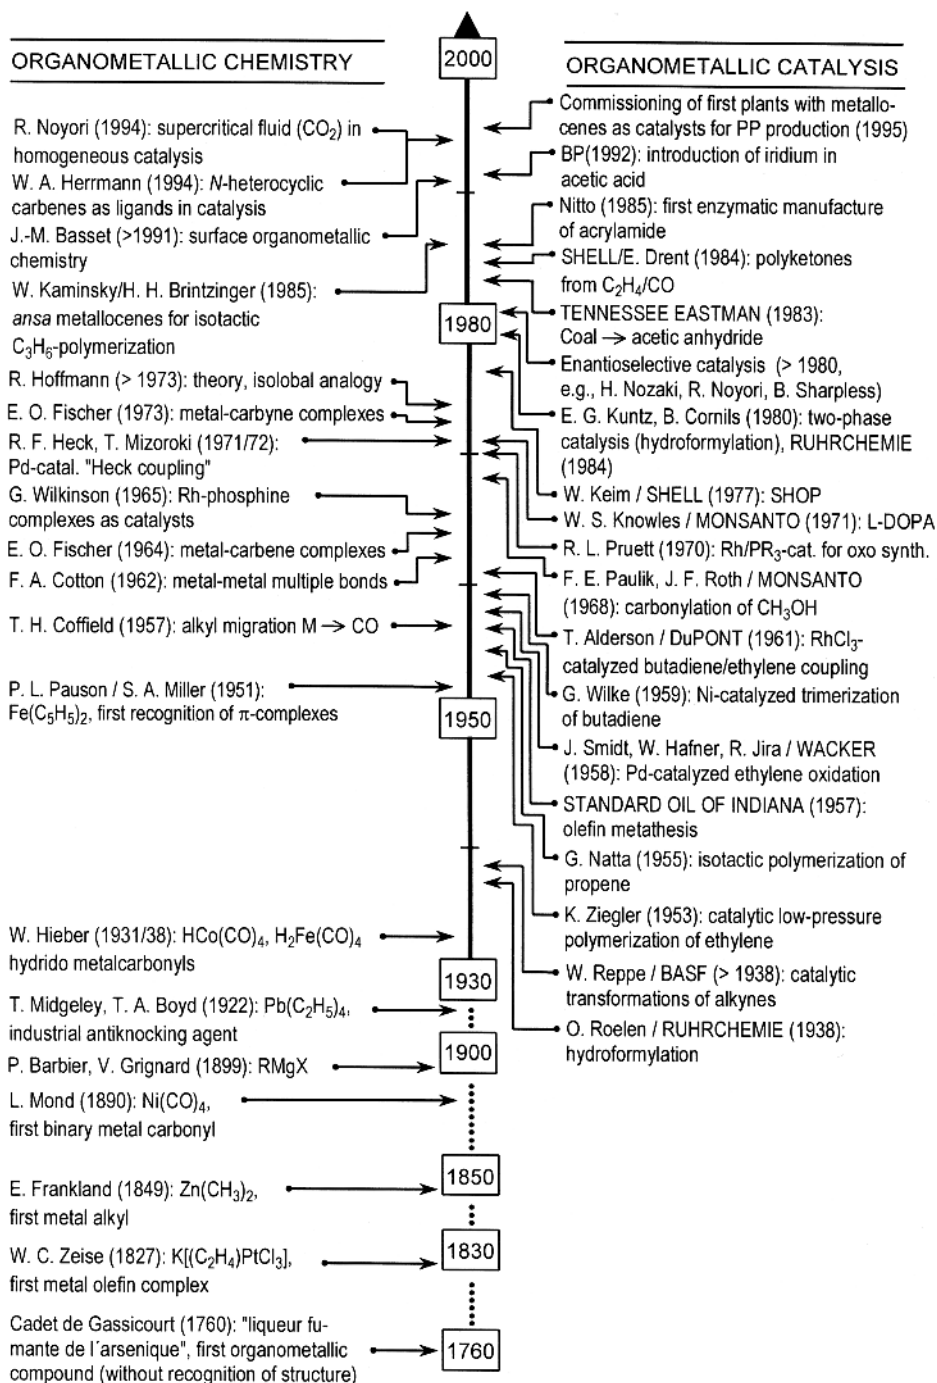 ORGANOMETALLIC CHEMISTRY
R. Noyori (1994): supercritical fluid (CO₂) in
homogeneous catalysis
W. A. Herrmann (1994): N-heterocyclic
carbenes as ligands in catalysis
J.-M. Basset (>1991): surface organometallic
chemistry
W. Kaminsky/H. H. Brintzinger (1985):
ansa metallocenes for isotactic
C₃H₆-polymerization
R. Hoffmann (> 1973): theory, isolobal analogy
E. O. Fischer (1973): metal-carbyne complexes
R. F. Heck, T. Mizoroki (1971/72):
Pd-catal. "Heck coupling"
G. Wilkinson (1965): Rh-phosphine
complexes as catalysts
E. O. Fischer (1964): metal-carbene complexes
F. A. Cotton (1962): metal-metal multiple bonds
T. H. Coffield (1957): alkyl migration M → CO
P. L. Pauson / S. A. Miller (1951):
Fe(C₅H₅)₂, first recognition of π-complexes
W. Hieber (1931/38): HCo(CO)₄, H₂Fe(CO)₄
hydrido metalcarbonyls
T. Midgeley, T. A. Boyd (1922): Pb(C₂H₅)₄,
industrial antiknocking agent
P. Barbier, V. Grignard (1899): RMgX
L. Mond (1890): Ni(CO)₄,
first binary metal carbonyl
E. Frankland (1849): Zn(CH₃)₂,
first metal alkyl
W. C. Zeise (1827): K[(C₂H₄)PtCl₃],
first metal olefin complex
Cadet de Gassicourt (1760): "liqueur fu-
mante de l´arsenique", first organometallic
compound (without recognition of structure)
2000
1980
1950
1930
1900
1850
1830
1760
ORGANOMETALLIC CATALYSIS
Commissioning of first plants with metallo-
cenes as catalysts for PP production (1995)
BP(1992): introduction of iridium in
acetic acid
Nitto (1985): first enzymatic manufacture
of acrylamide
SHELL/E. Drent (1984): polyketones
from C₂H₄/CO
TENNESSEE EASTMAN (1983):
Coal → acetic anhydride
Enantioselective catalysis (> 1980,
e.g., H. Nozaki, R. Noyori, B. Sharpless)
E. G. Kuntz, B. Cornils (1980): two-phase
catalysis (hydroformylation), RUHRCHEMIE
(1984)
W. Keim / SHELL (1977): SHOP
W. S. Knowles / MONSANTO (1971): L-DOPA
R. L. Pruett (1970): Rh/PR₃-cat. for oxo synth.
F. E. Paulik, J. F. Roth / MONSANTO
(1968): carbonylation of CH₃OH
T. Alderson / DuPONT (1961): RhCl₃-
catalyzed butadiene/ethylene coupling
G. Wilke (1959): Ni-catalyzed trimerization
of butadiene
J. Smidt, W. Hafner, R. Jira / WACKER
(1958): Pd-catalyzed ethylene oxidation
STANDARD OIL OF INDIANA (1957):
olefin metathesis
G. Natta (1955): isotactic polymerization of
propene
K. Ziegler (1953): catalytic low-pressure
polymerization of ethylene
W. Reppe / BASF (> 1938): catalytic
transformations of alkynes
O. Roelen / RUHRCHEMIE (1938):
hydroformylation